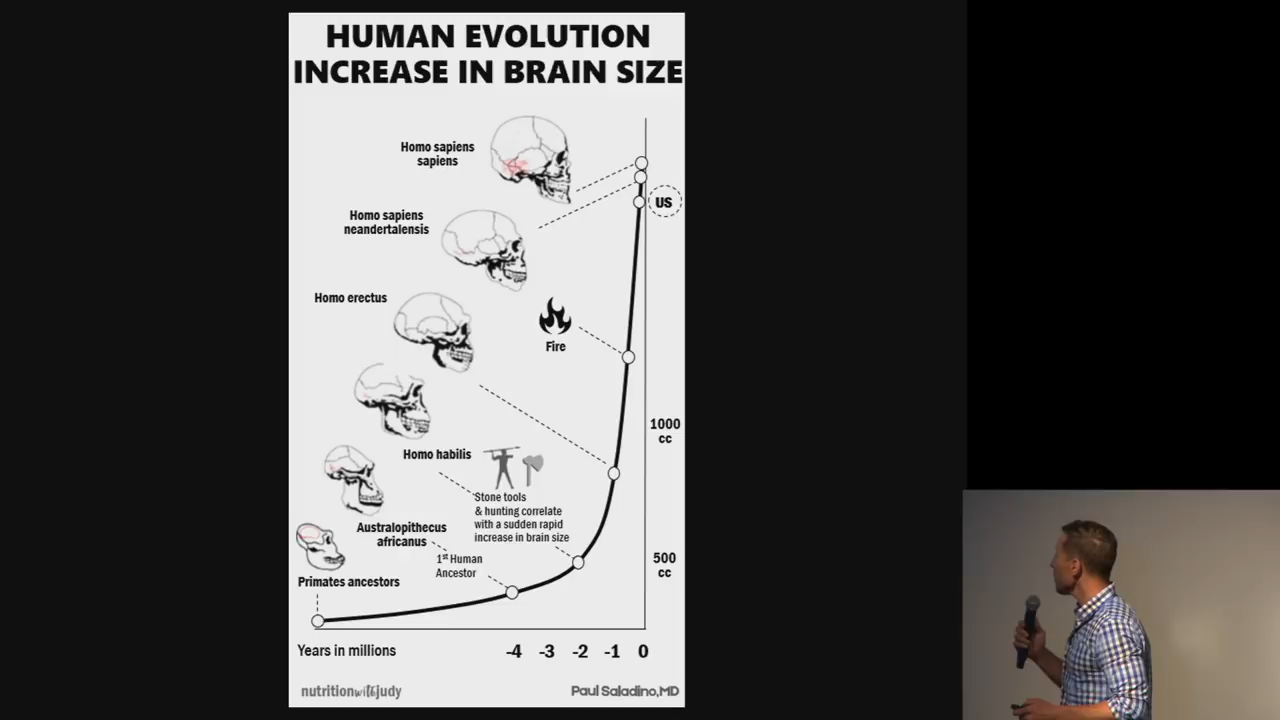 HUMAN EVOLUTION
INCREASE IN BRAIN SIZE
Homo sapiens
sapiens
US
Homo sapiens
neandertalensis
Homo erectus
Fire
1000
cc
Homo habilis
Stone tools
& hunting correlate
with a sudden rapid
increase in brain size
Australopithecus
africanus
1st Human
Ancestor
500
cc
Primates ancestors
Years in millions
-4 -3 -2 -1 0
nutritionwithjudy
Paul Saladino,MD